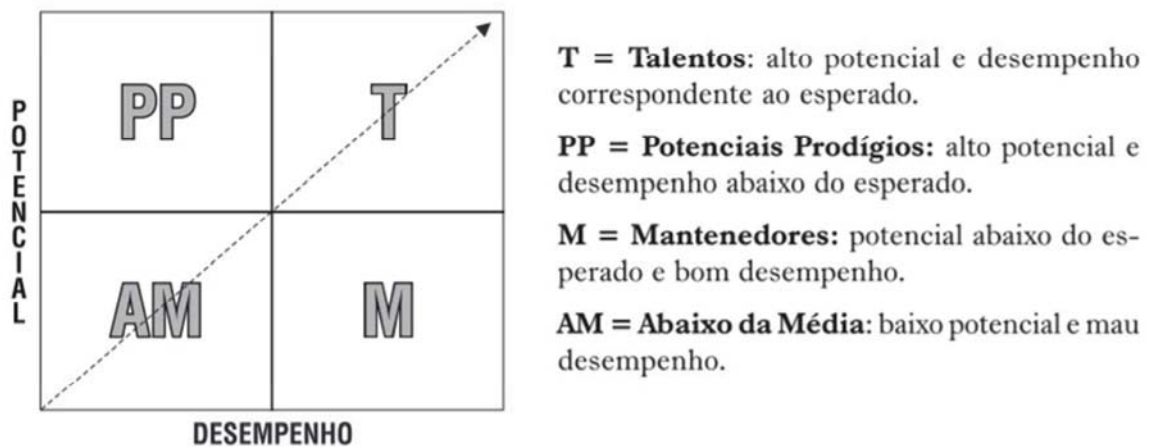 POTENCIAL
PP
T
AM
M
DESEMPENHO
T = Talentos: alto potencial e desempenho
correspondente ao esperado.
PP = Potenciais Prodígios: alto potencial e
desempenho abaixo do esperado.
M = Mantenedores: potencial abaixo do es-
perado e bom desempenho.
AM = Abaixo da Média: baixo potencial e mau
desempenho.